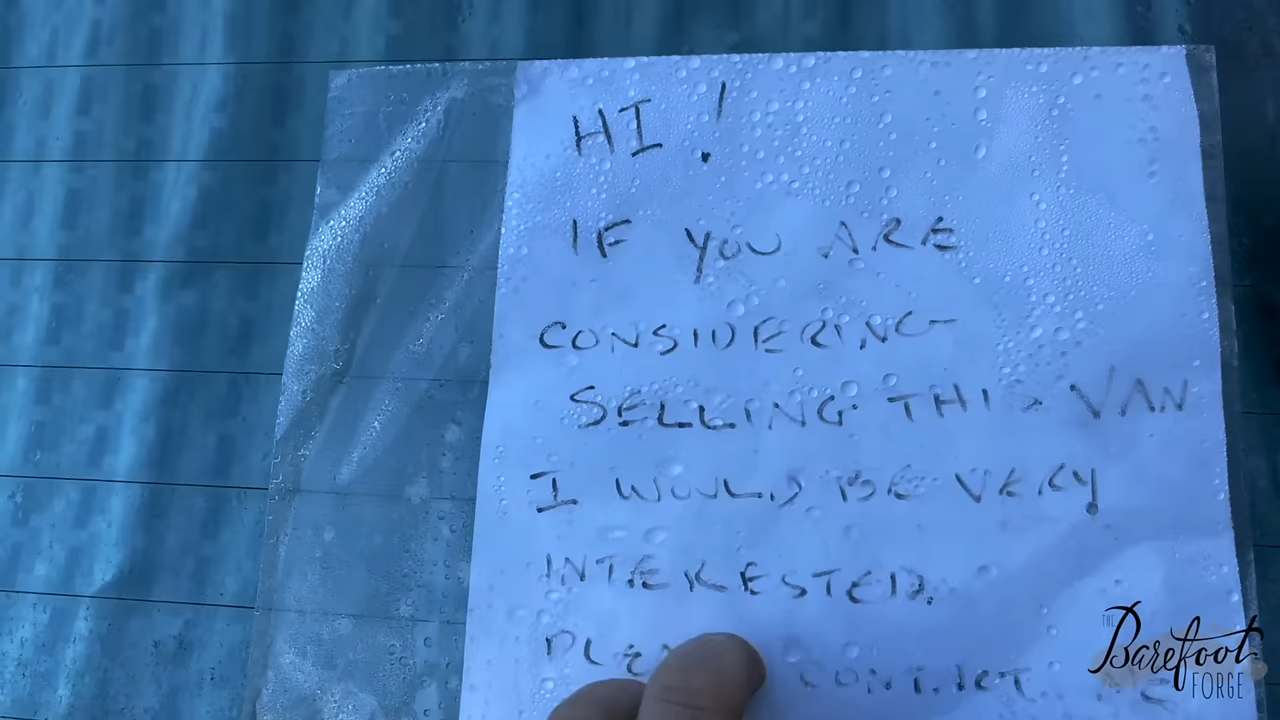 HI!
IF YOU ARE
CONSIDERING
SELLING THIS VAN
I WOULD BE VERY
INTERESTED.
CONTACT
THE
Barefoot
FORGE